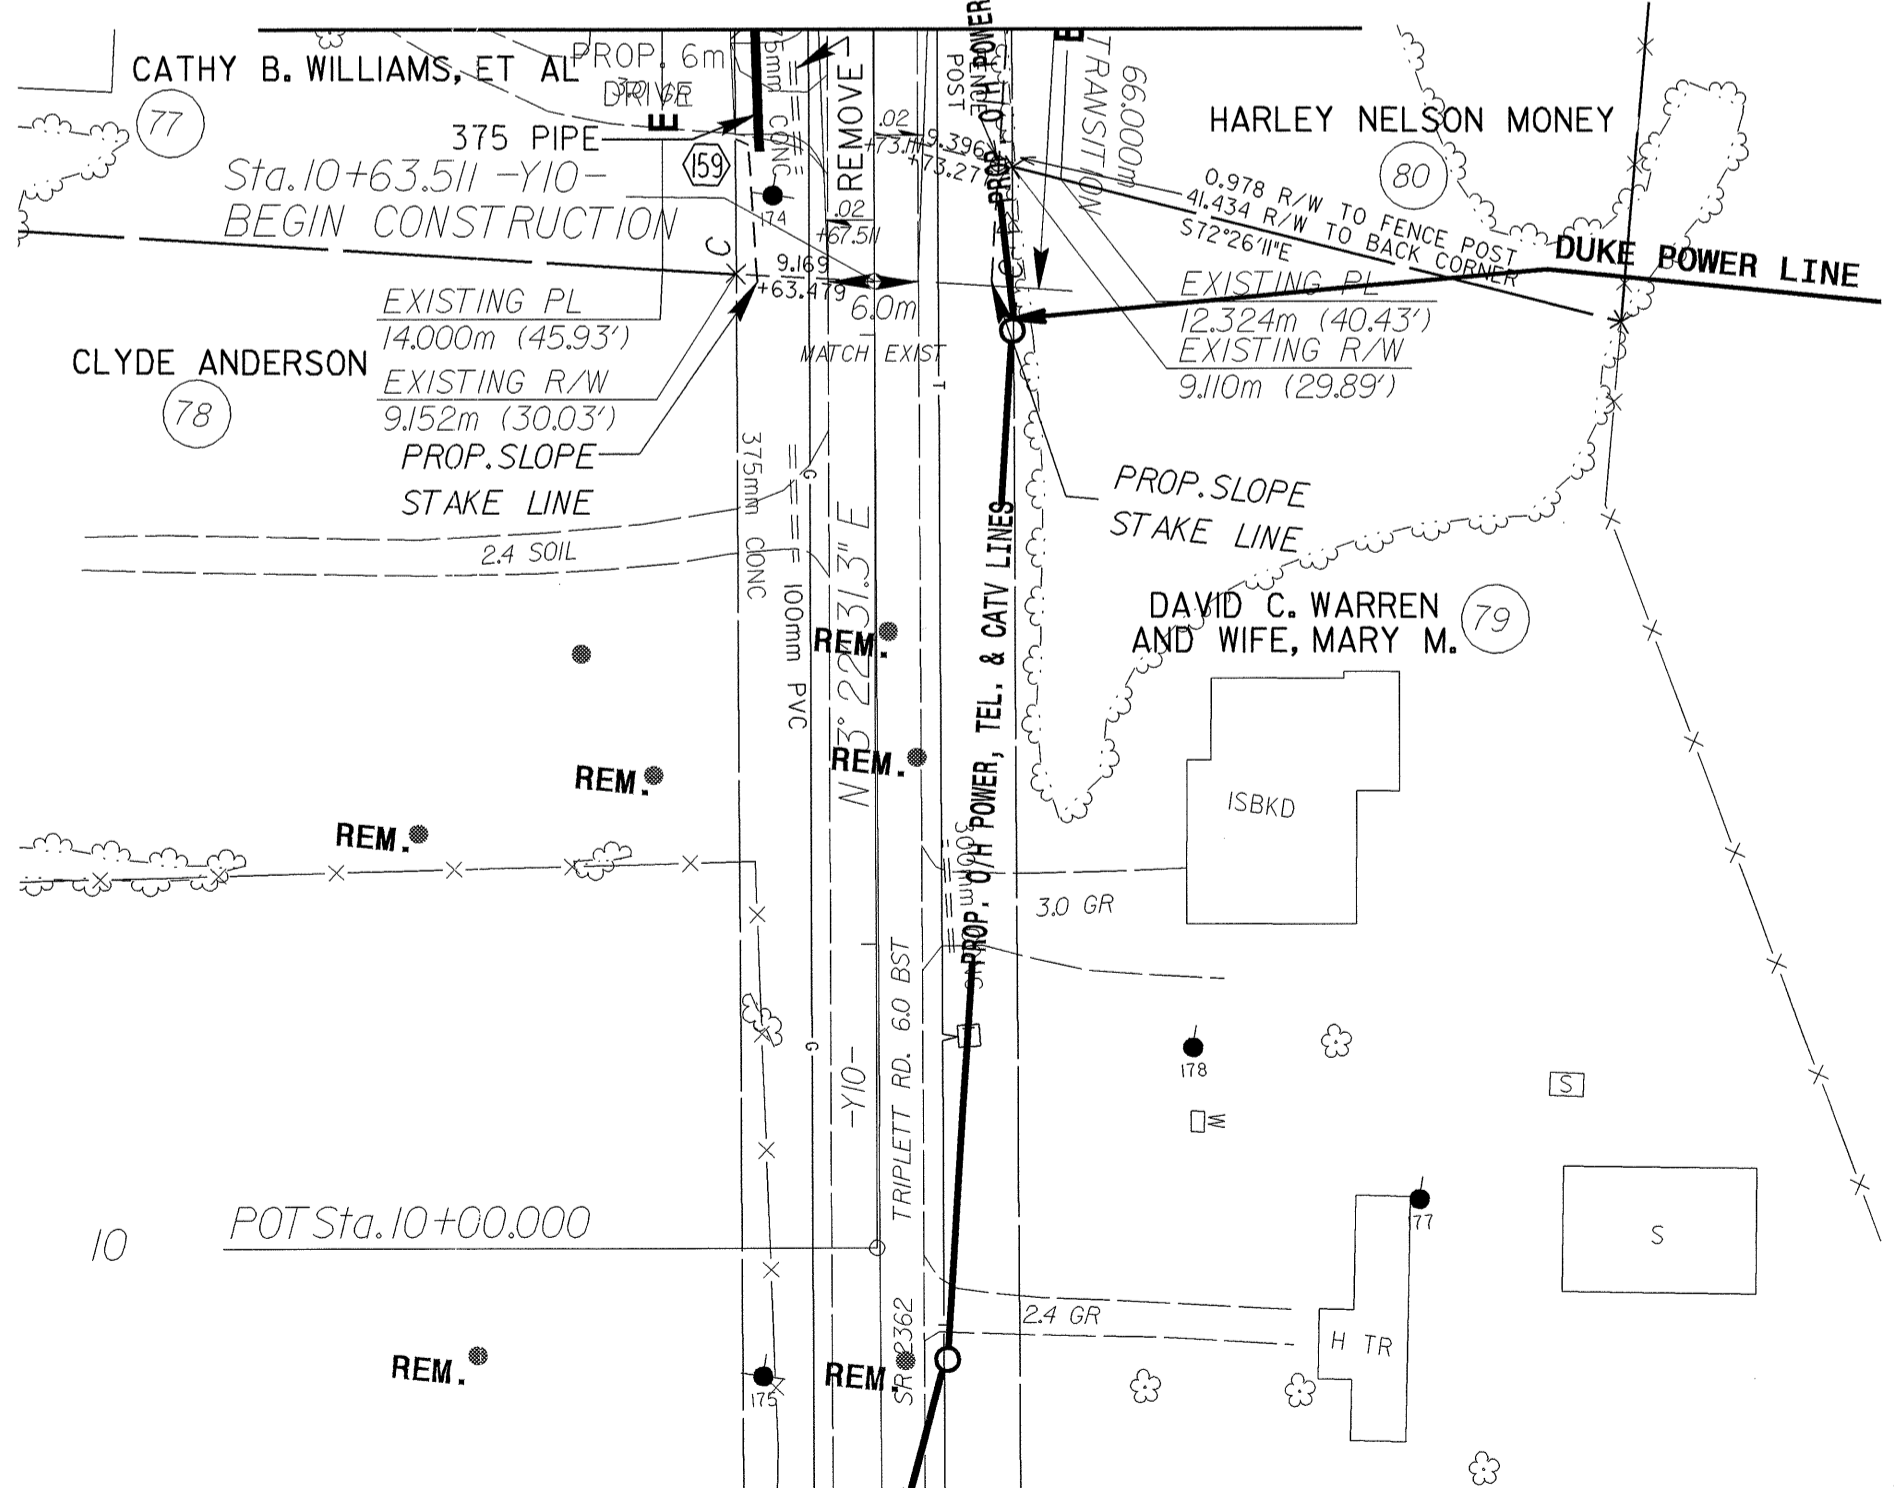 CATHY B. WILLIAMS, ET AL
77
PROP. 6m
DRIVE
375 PIPE
159
Sta.10+63.511 -Y10-
BEGIN CONSTRUCTION
174
C
E
REMOVE
CONC
.02
+67.511
9.169
+63.479
6.0m
.02
9.396
POST
PROP. O/H POWER
66.000m
TRANSITION
HARLEY NELSON MONEY
80
0.978 R/W TO FENCE POST
41.434 R/W TO BACK CORNER
S72°26'11"E
DUKE POWER LINE
EXISTING PL
14.000m (45.93')
EXISTING R/W
9.152m (30.03')
PROP. SLOPE
STAKE LINE
CLYDE ANDERSON
78
MATCH EXIST
T
EXISTING PL
12.324m (40.43')
EXISTING R/W
9.110m (29.89')
PROP. SLOPE
STAKE LINE
2.4 SOIL
375mm CONC
G
100mm PVC
N 3° 22' 31.3" E
PROP. O/H POWER, TEL. & CATV LINES
DAVID C. WARREN
AND WIFE, MARY M.
79
REM.
REM.
REM.
REM.
ISBKD
3.0 GR
G
-Y10-
TRIPLETT RD. 6.0 BST
178
W
S
10
POT Sta.10+00.000
77
S
SR 2362
2.4 GR
H TR
REM.
175
REM.